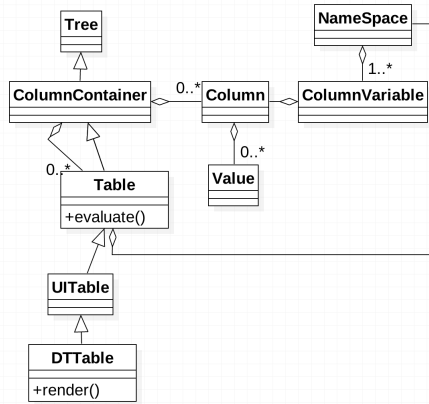 NameSpace
Tree
1..*
0..*
ColumnContainer
Column
ColumnVariable
0..*
0..*
Table
Value
+evaluate()
UITable
DTTable
+render()